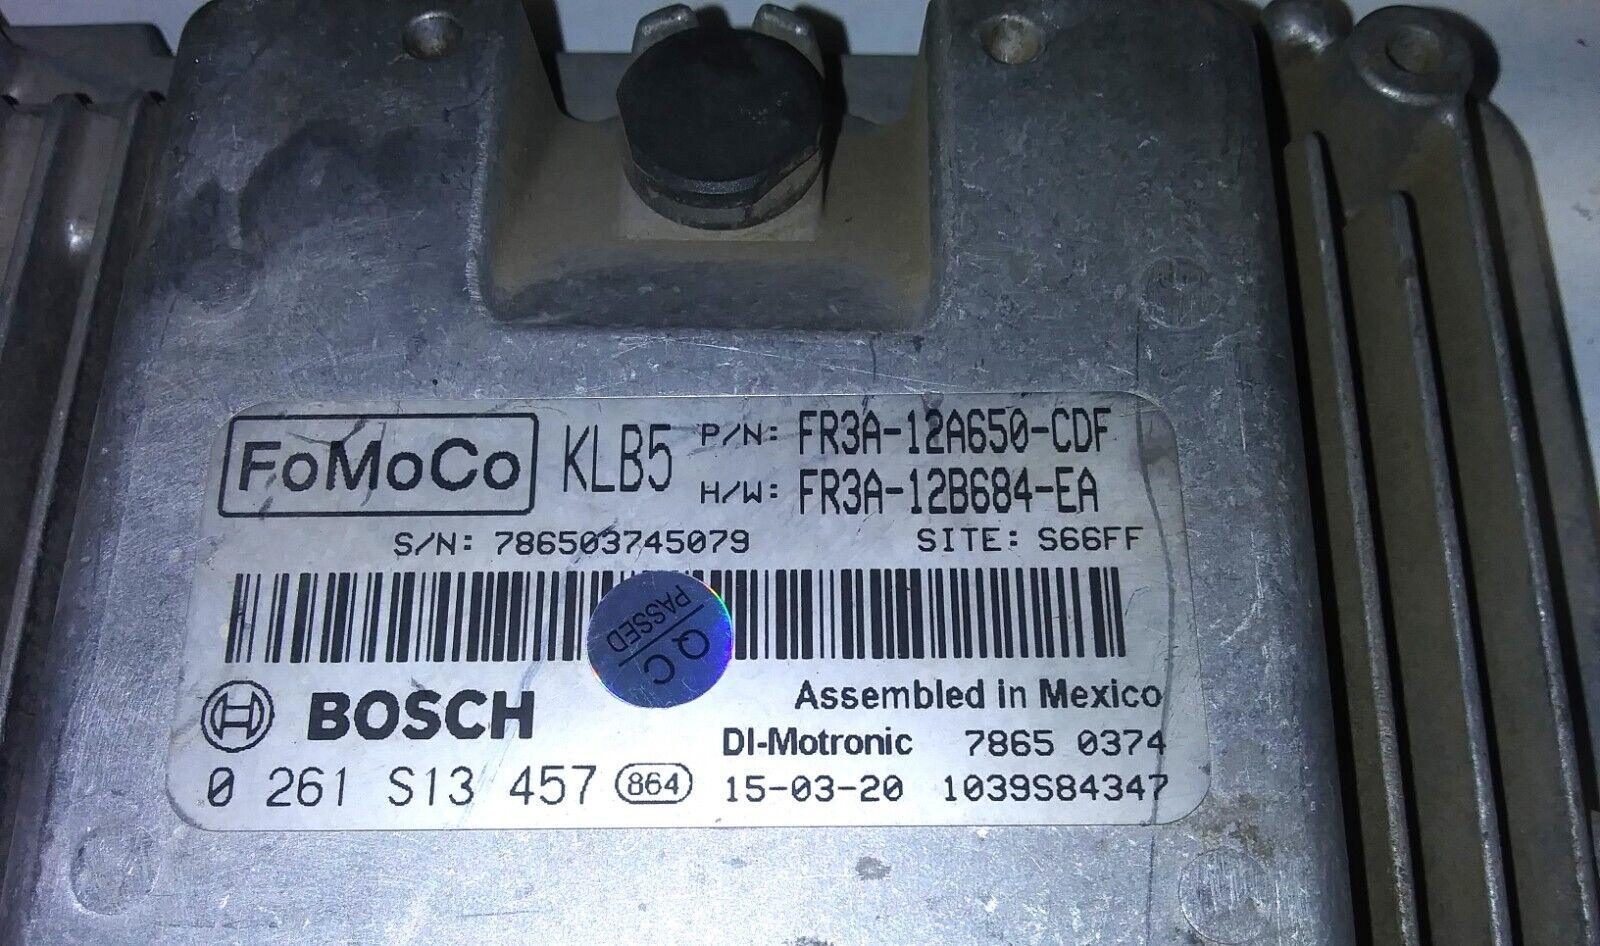 FoMoCo KLB5 P/N: FR3A-12A650-CDF
H/W: FR3A-12B684-EA
S/N: 786503745079 SITE: S66FF
QC PASSED
BOSCH Assembled in Mexico
DI-Motronic 7865 0374
0 261 S13 457 864 15-03-20 1039S84347